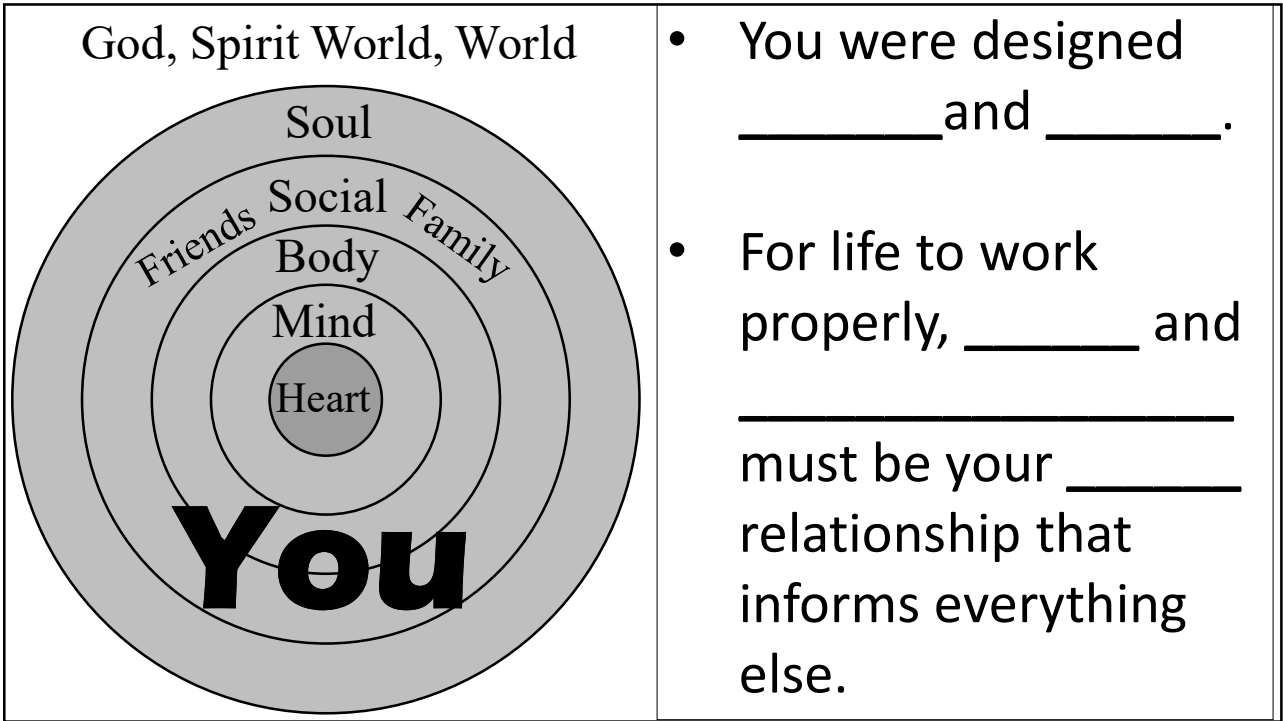 God, Spirit World, World
Soul
Social
Friends
Family
Body
Mind
Heart
You
• You were designed
_______and ______.
• For life to work
properly, ______ and
_________________
must be your ______
relationship that
informs everything
else.